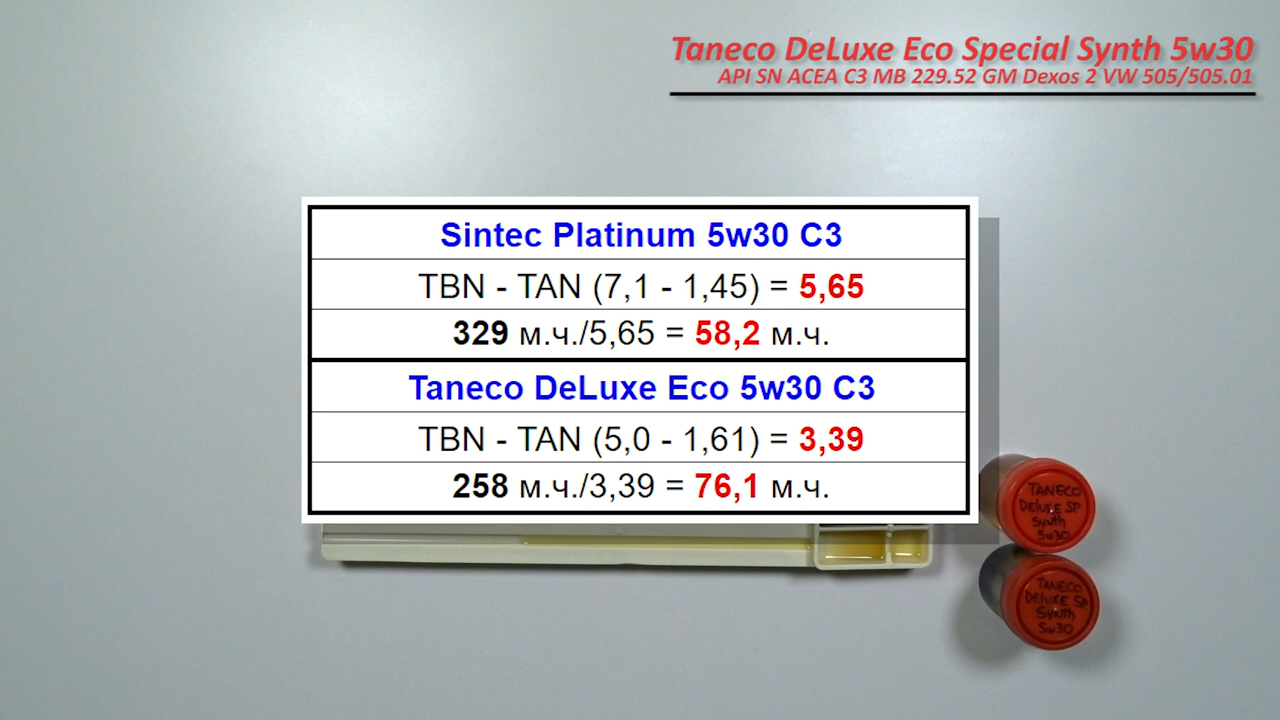 Taneco DeLuxe Eco Special Synth 5w30
API SN ACEA C3 MB 229.52 GM Dexos 2 VW 505/505.01
Sintec Platinum 5w30 C3
TBN - TAN (7,1 - 1,45) = 5,65
329 м.ч./5,65 = 58,2 м.ч.
Taneco DeLuxe Eco 5w30 C3
TBN - TAN (5,0 - 1,61) = 3,39
258 м.ч./3,39 = 76,1 м.ч.
TANECO
DeluxE SP
Synth
5w30
TANECO
DELUXE SP
SYNTH
5w30